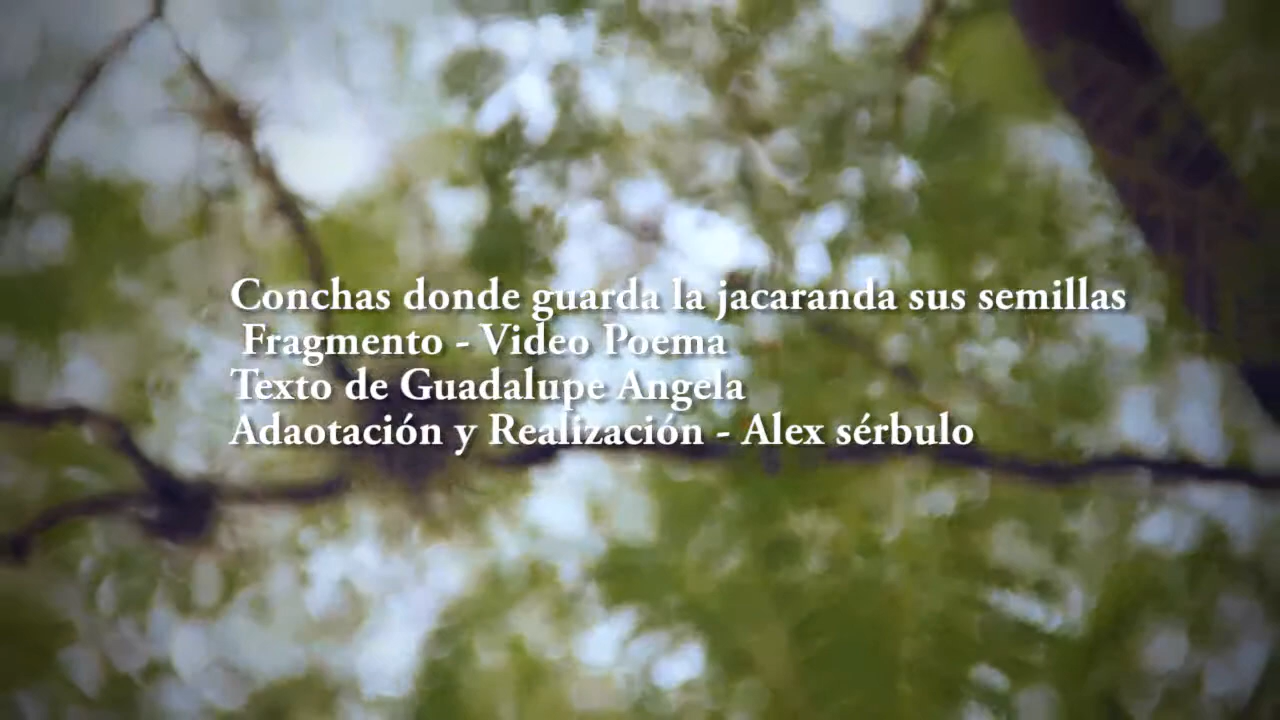 Conchas donde guarda la jacaranda sus semillas
Fragmento - Video Poema
Texto de Guadalupe Angela
Adaotación y Realización - Alex sérbulo